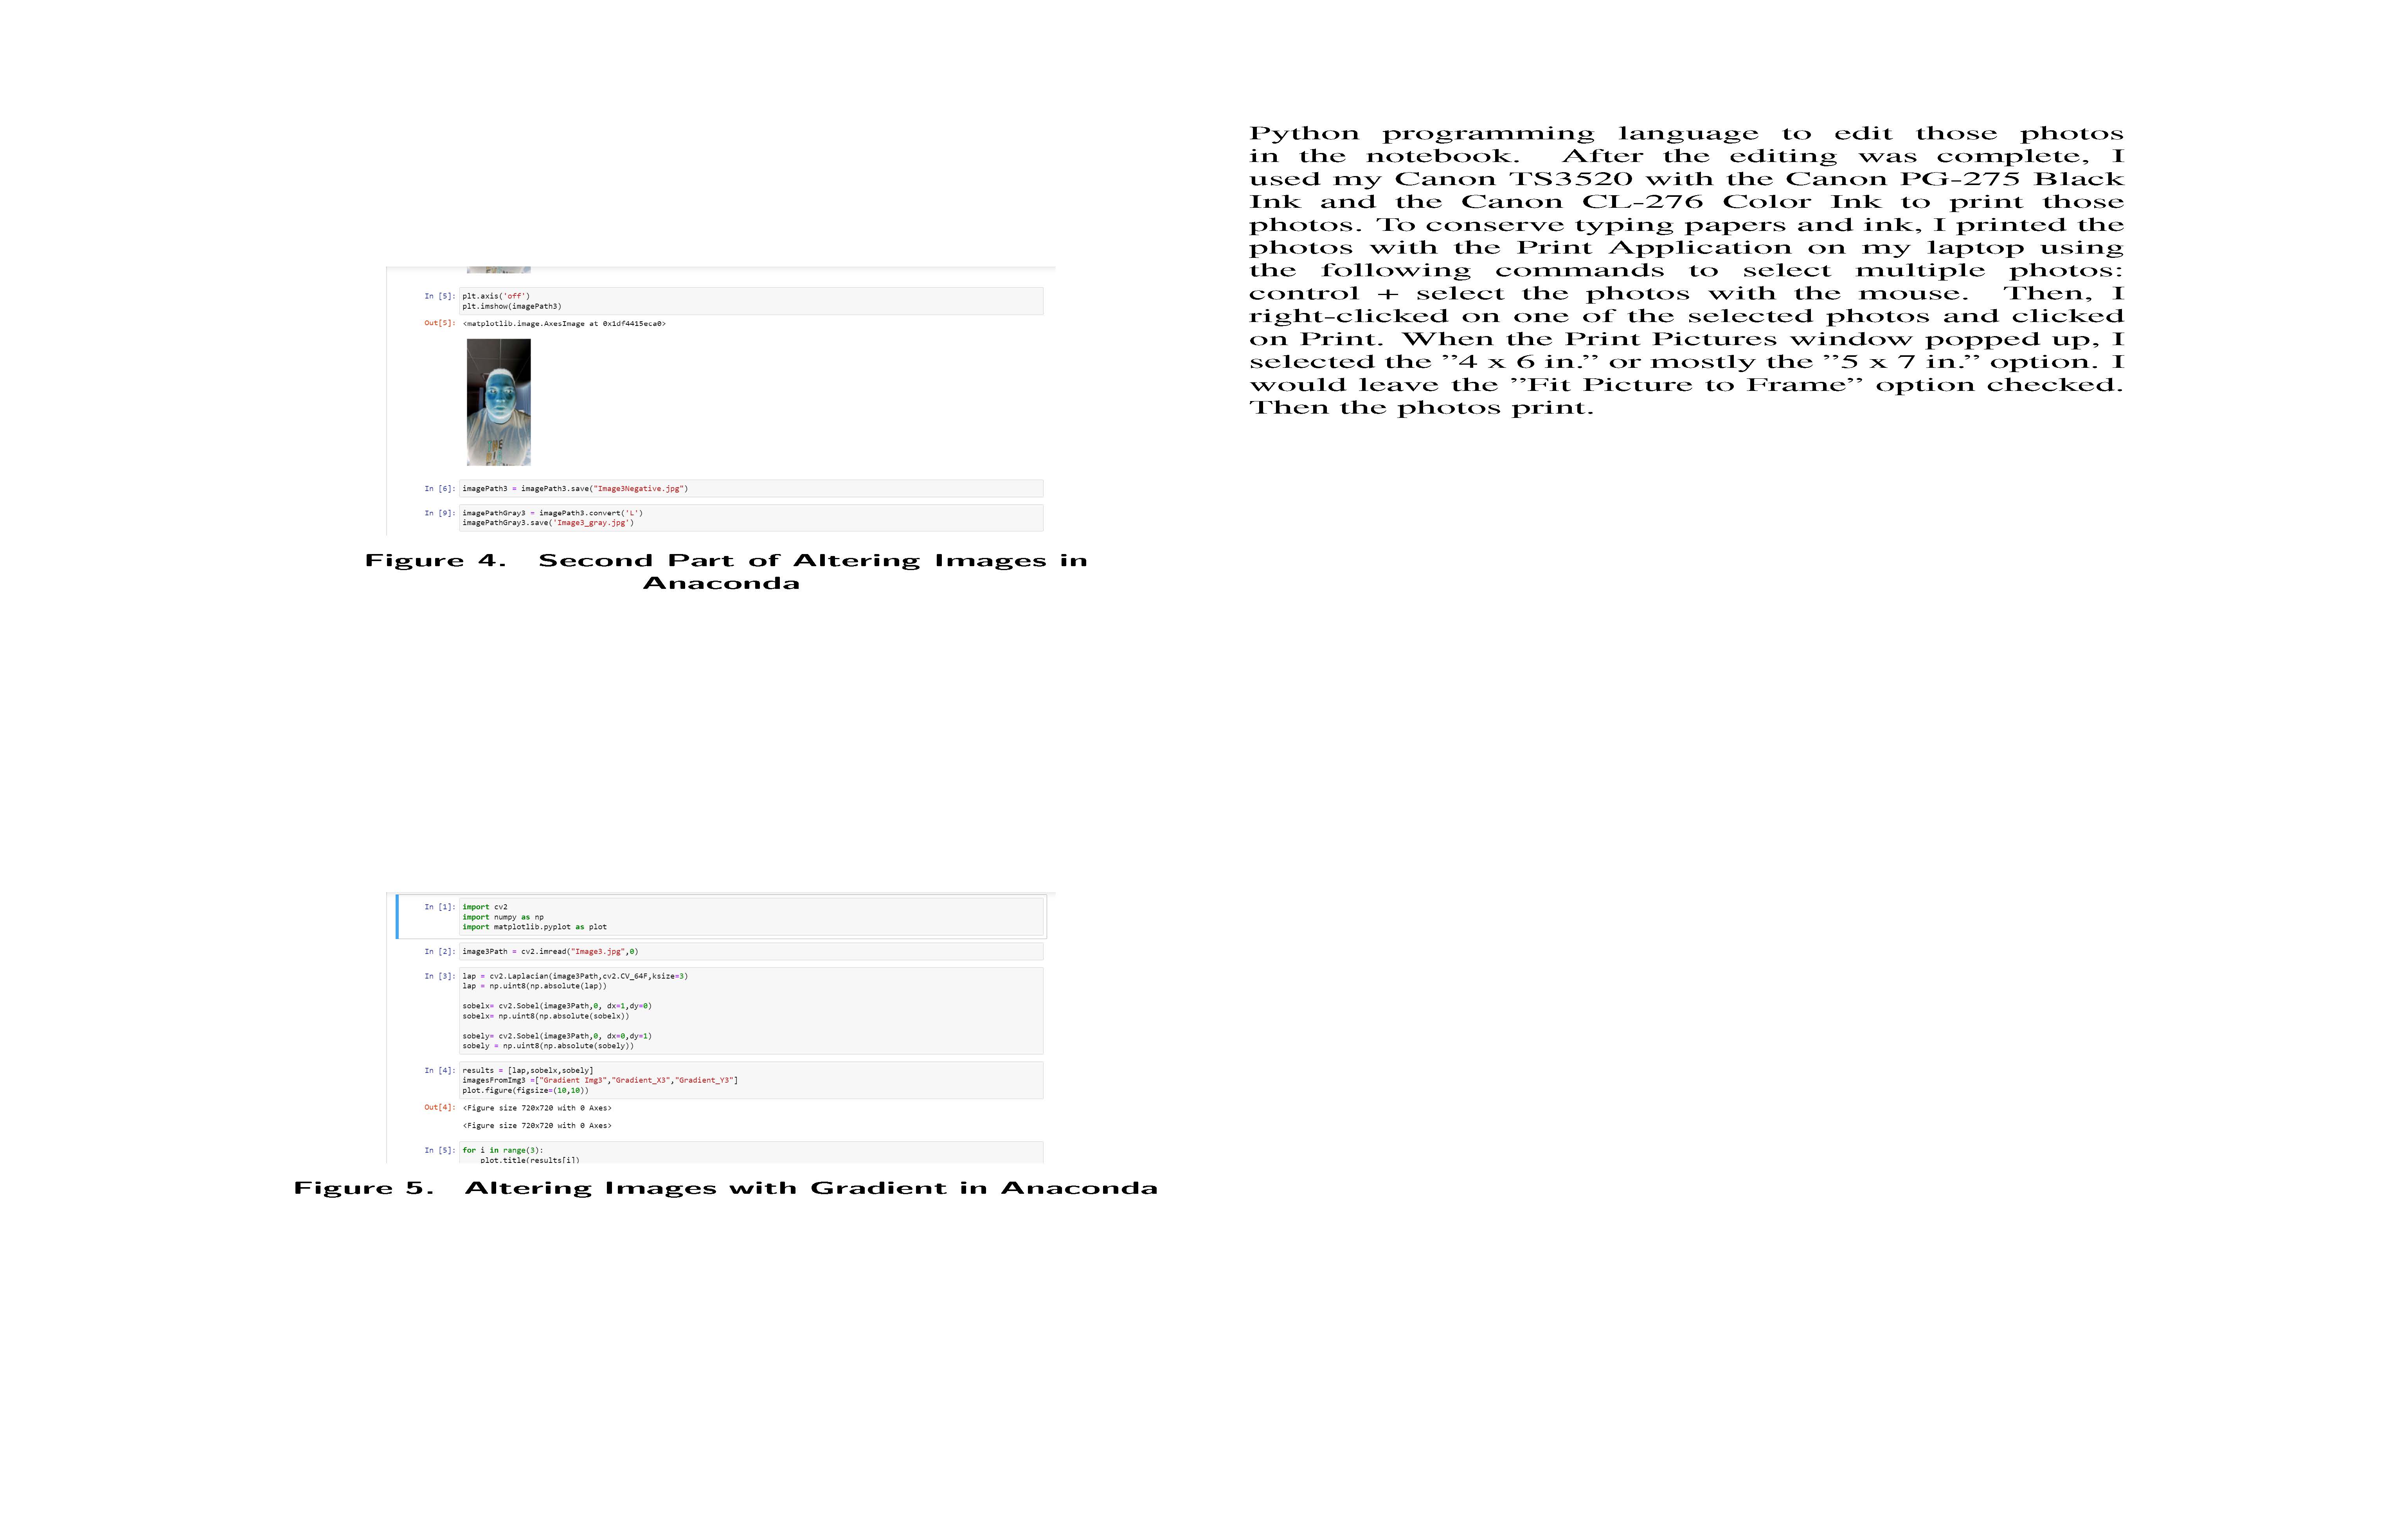 In [5]: plt.axis('off')
plt.imshow(imagePath3)
Out[5]: <matplotlib.image.AxesImage at 0x1df4415eca0>
In [6]: imagePath3 = imagePath3.save("Image3Negative.jpg")
In [9]: imagePathGray3 = imagePath3.convert('L')
imagePathGray3.save('Image3_gray.jpg')
Figure 4. Second Part of Altering Images in
Anaconda
In [1]: import cv2
import numpy as np
import matplotlib.pyplot as plot
In [2]: image3Path = cv2.imread("Image3.jpg",0)
In [3]: lap = cv2.Laplacian(image3Path,cv2.CV_64F,ksize=3)
lap = np.uint8(np.absolute(lap))
sobelx= cv2.Sobel(image3Path,0, dx=1,dy=0)
sobelx= np.uint8(np.absolute(sobelx))
sobely= cv2.Sobel(image3Path,0, dx=0,dy=1)
sobely = np.uint8(np.absolute(sobely))
In [4]: results = [lap,sobelx,sobely]
imagesFromImg3 =["Gradient Img3","Gradient_X3","Gradient_Y3"]
plot.figure(figsize=(10,10))
Out[4]: <Figure size 720x720 with 0 Axes>
<Figure size 720x720 with 0 Axes>
In [5]: for i in range(3):
plot.title(results[i])
Figure 5. Altering Images with Gradient in Anaconda
Python programming language to edit those photos
in the notebook. After the editing was complete, I
used my Canon TS3520 with the Canon PG-275 Black
Ink and the Canon CL-276 Color Ink to print those
photos. To conserve typing papers and ink, I printed the
photos with the Print Application on my laptop using
the following commands to select multiple photos:
control + select the photos with the mouse. Then, I
right-clicked on one of the selected photos and clicked
on Print. When the Print Pictures window popped up, I
selected the ”4 x 6 in.” or mostly the ”5 x 7 in.” option. I
would leave the ”Fit Picture to Frame” option checked.
Then the photos print.